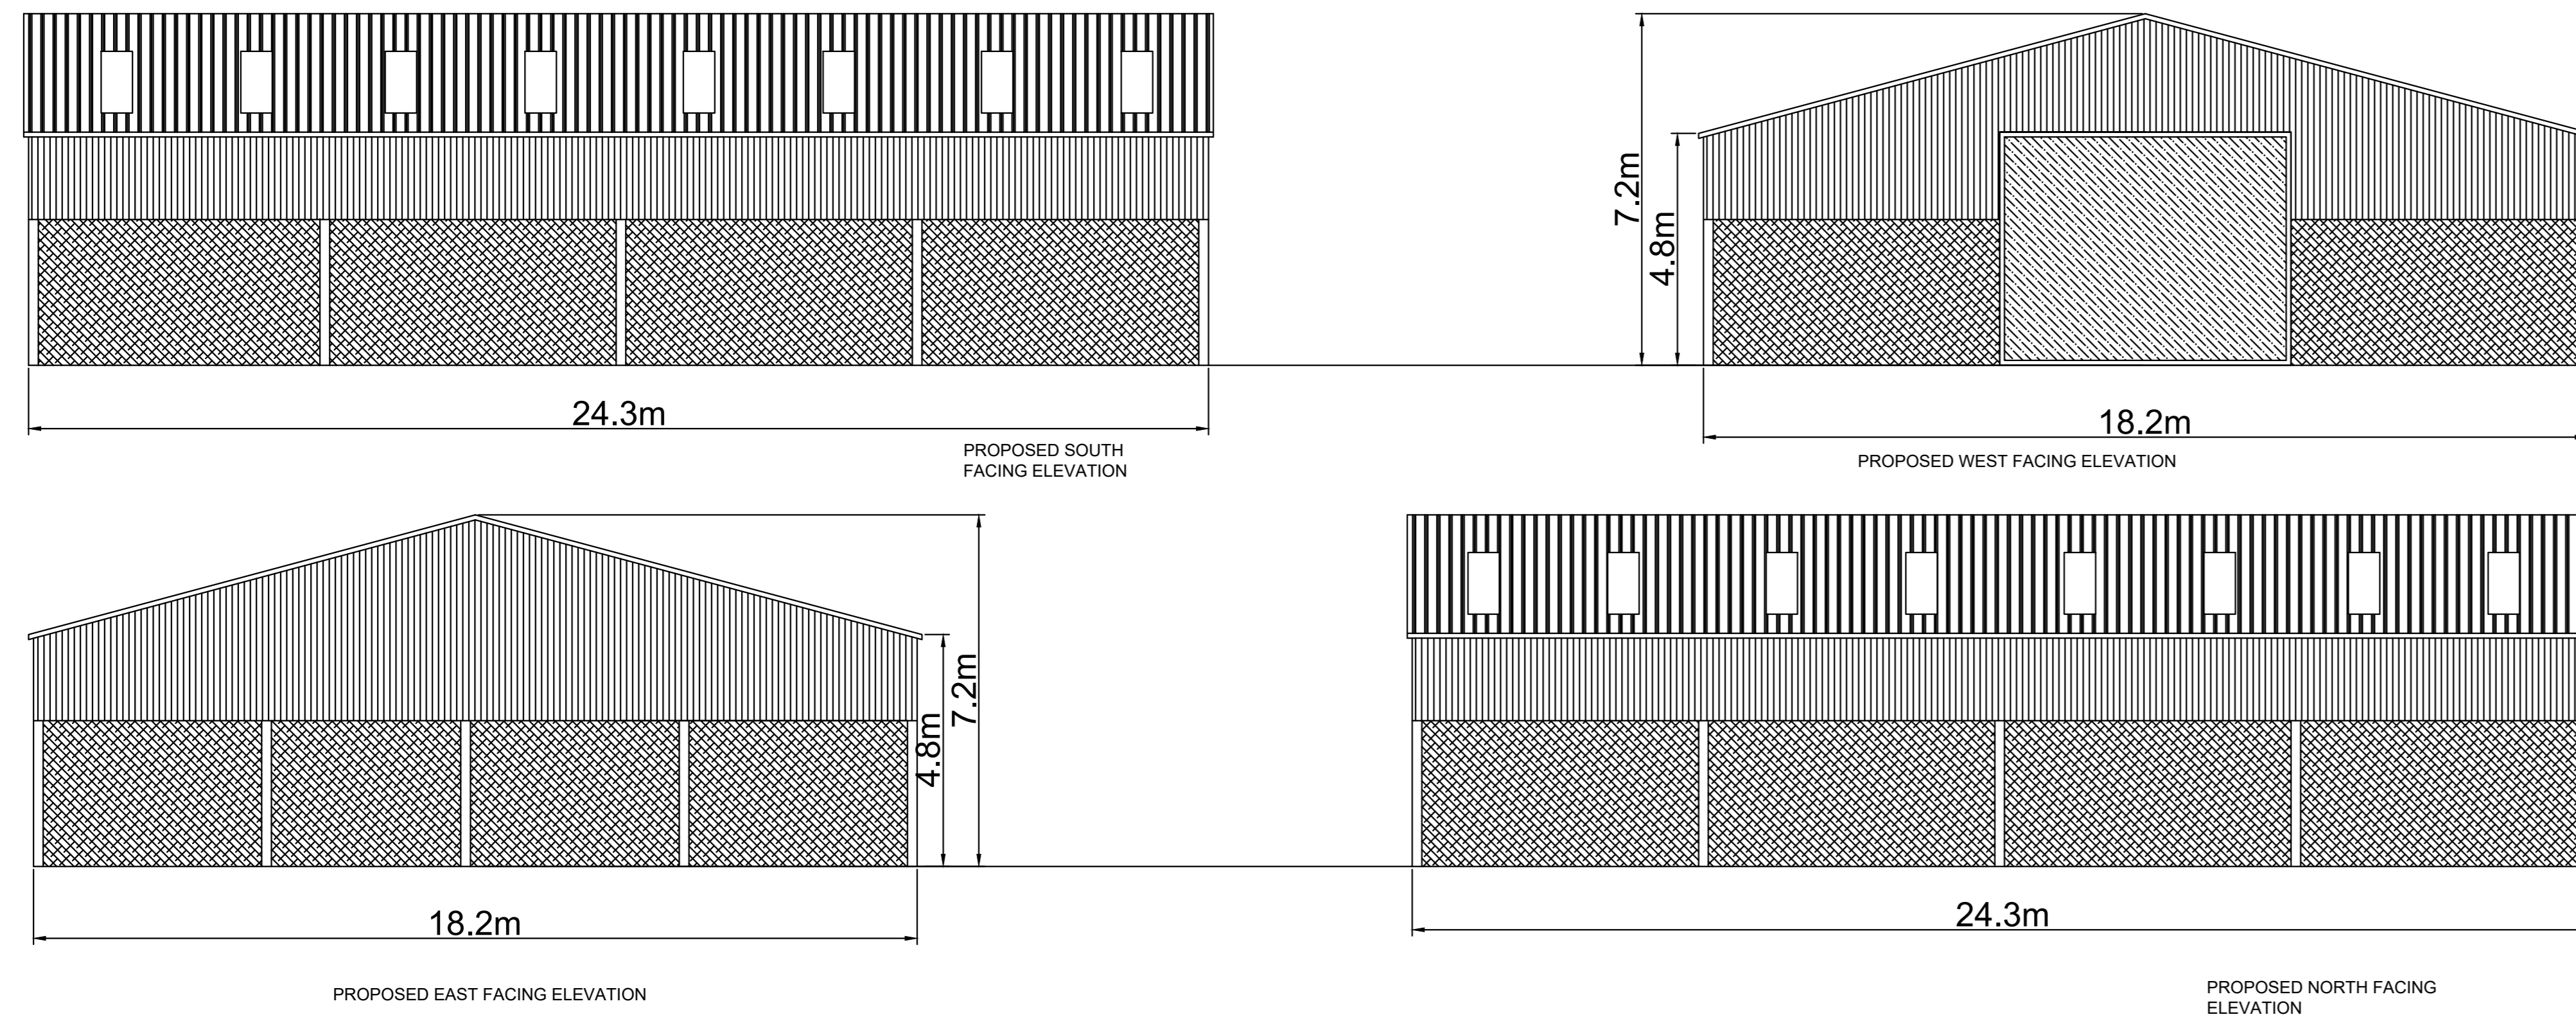 7.2m
4.8m
24.3m
18.2m
PROPOSED SOUTH
FACING ELEVATION
PROPOSED WEST FACING ELEVATION
7.2m
4.8m
18.2m
24.3m
PROPOSED EAST FACING ELEVATION
PROPOSED NORTH FACING
ELEVATION